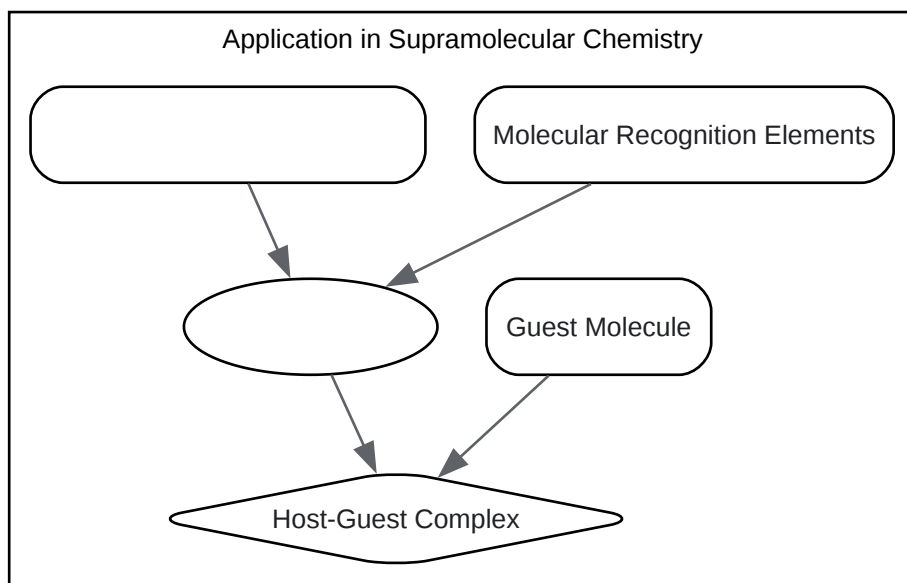 Application in Supramolecular Chemistry
Molecular Recognition Elements
Guest Molecule
Host-Guest Complex